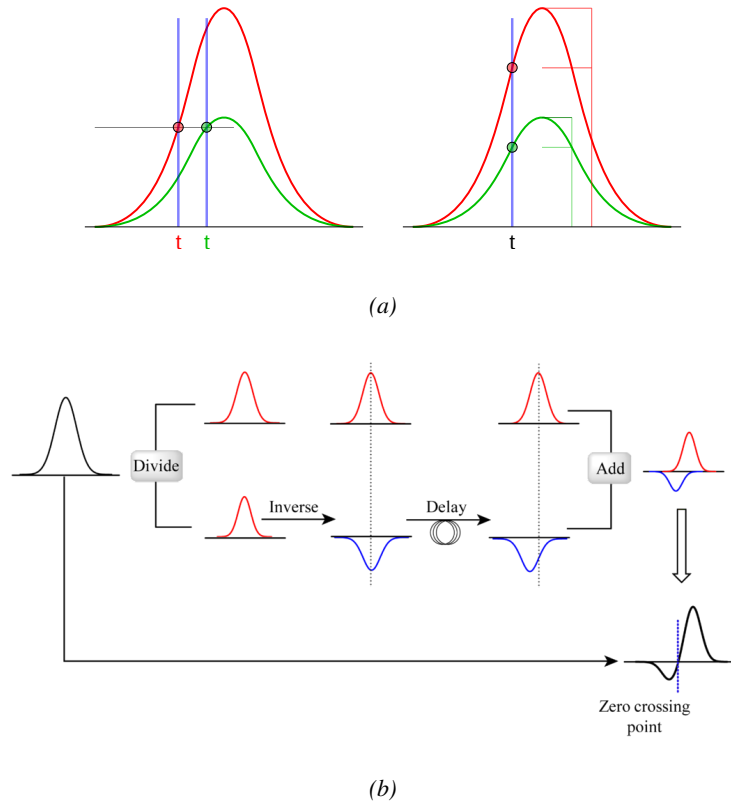 t t t
(a)
Divide
Inverse
Delay
Add
Zero crossing
point
(b)